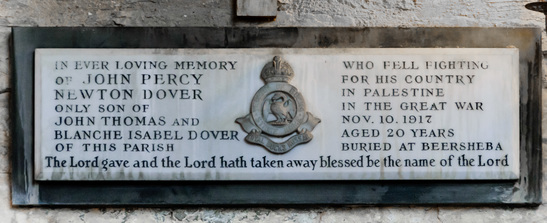 IN EVER LOVING MEMORY
OF JOHN PERCY
NEWTON DOVER
ONLY SON OF
JOHN THOMAS AND
BLANCHE ISABEL DOVER
OF THIS PARISH
WHO FELL FIGHTING
FOR HIS COUNTRY
IN PALESTINE
IN THE GREAT WAR
NOV. 10. 1917
AGED 20 YEARS
BURIED AT BEERSHEBA
The Lord gave and the Lord hath taken away blessed be the name of the Lord